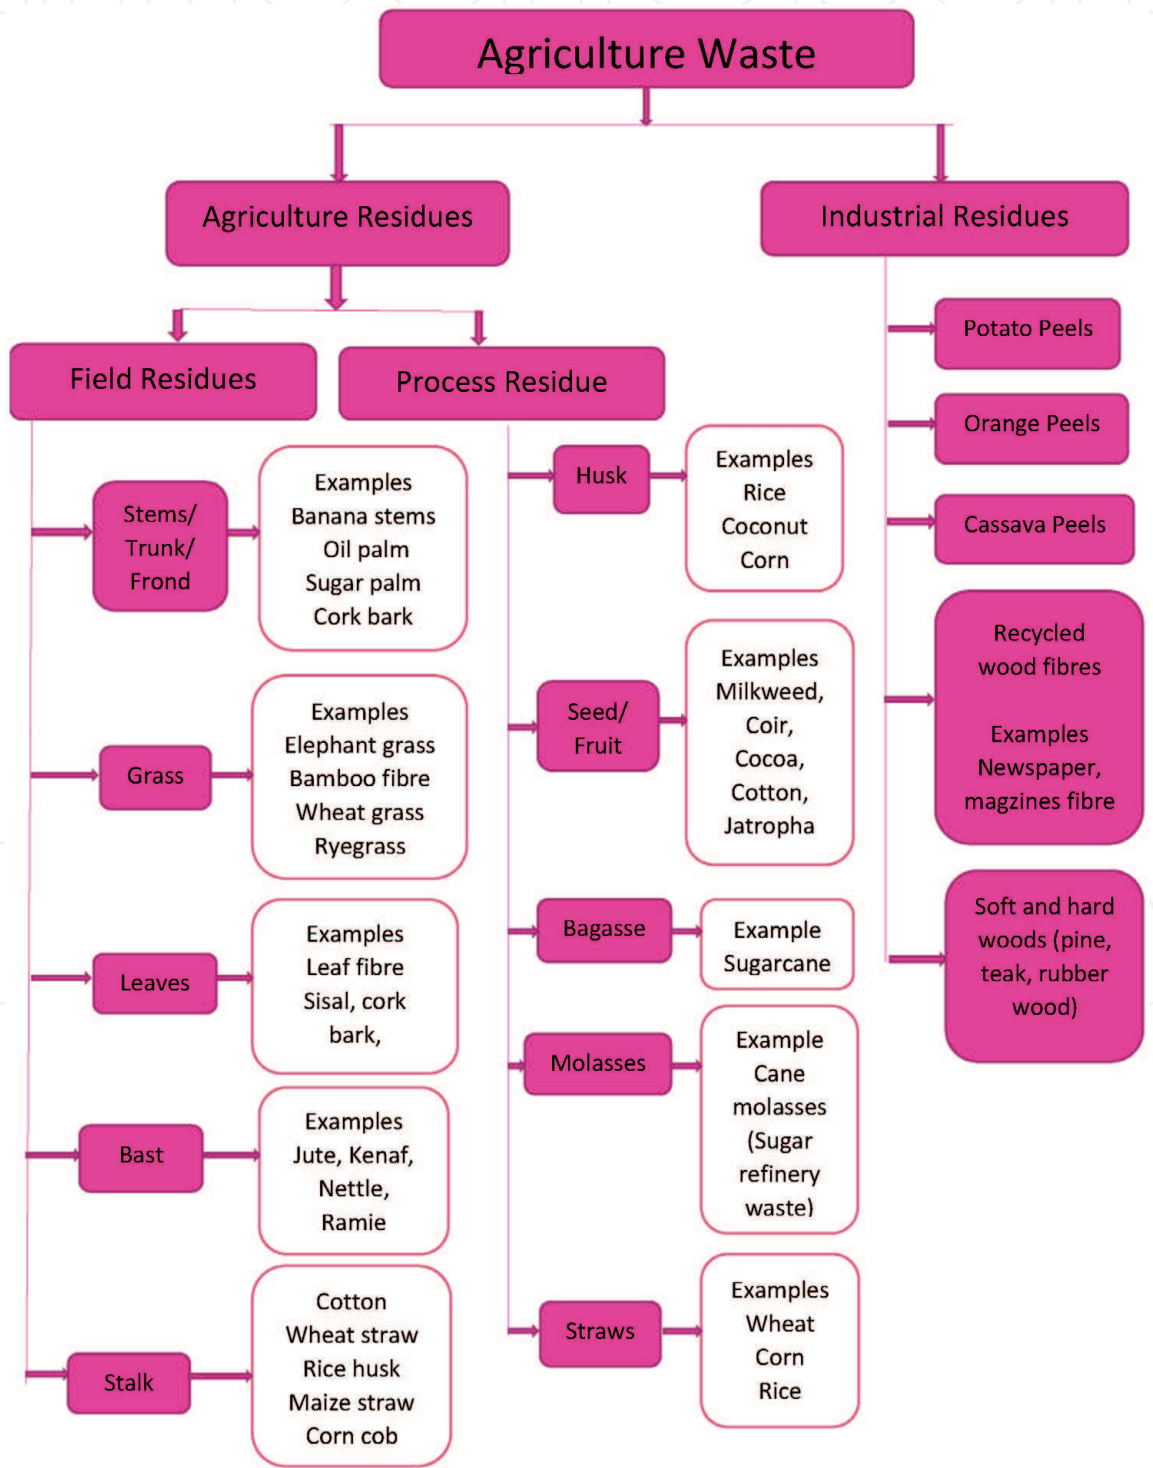 Agriculture Waste
Agriculture Residues
Industrial Residues
Field Residues
Process Residue
Stems/
Trunk/
Frond
Examples
Banana stems
Oil palm
Sugar palm
Cork bark
Grass
Examples
Elephant grass
Bamboo fibre
Wheat grass
Ryegrass
Leaves
Examples
Leaf fibre
Sisal, cork
bark,
Bast
Examples
Jute, Kenaf,
Nettle,
Ramie
Stalk
Cotton
Wheat straw
Rice husk
Maize straw
Corn cob
Husk
Examples
Rice
Coconut
Corn
Seed/
Fruit
Examples
Milkweed,
Coir,
Cocoa,
Cotton,
Jatropha
Bagasse
Example
Sugarcane
Molasses
Example
Cane
molasses
(Sugar
refinery
waste)
Straws
Examples
Wheat
Corn
Rice
Potato Peels
Orange Peels
Cassava Peels
Recycled
wood fibres
Examples
Newspaper,
magzines fibre
Soft and hard
woods (pine,
teak, rubber
wood)